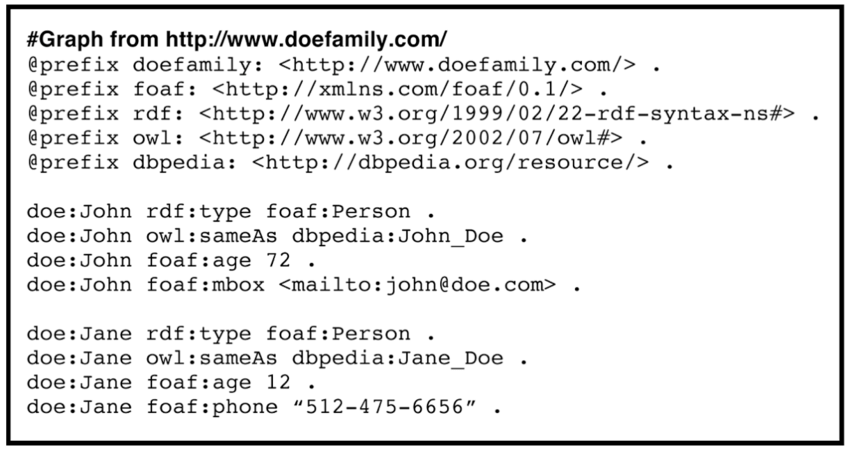 #Graph from http://www.doefamily.com/
@prefix doefamily: <http://www.doefamily.com/> .
@prefix foaf: <http://xmlns.com/foaf/0.1/> .
@prefix rdf: <http://www.w3.org/1999/02/22-rdf-syntax-ns#> .
@prefix owl: <http://www.w3.org/2002/07/owl#> .
@prefix dbpedia: <http://dbpedia.org/resource/> .
doe:John rdf:type foaf:Person .
doe:John owl:sameAs dbpedia:John_Doe .
doe:John foaf:age 72 .
doe:John foaf:mbox <mailto:john@doe.com> .
doe:Jane rdf:type foaf:Person .
doe:Jane owl:sameAs dbpedia:Jane_Doe .
doe:Jane foaf:age 12 .
doe:Jane foaf:phone “512-475-6656” .